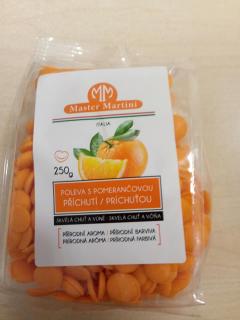 MM
Master Martini
ITALIA
250g
POLEVA S POMERANČOVOU
PŘÍCHUTÍ / PRÍCHUŤOU
SKVĚLÁ CHUŤ A VŮNĚ | SKVELÁ CHUŤ A VÔŇA
PŘÍRODNÍ AROMA | PŘÍRODNÍ BARVIVA
PRÍRODNÁ ARÓMA | PRÍRODNÁ FARBIVÁ